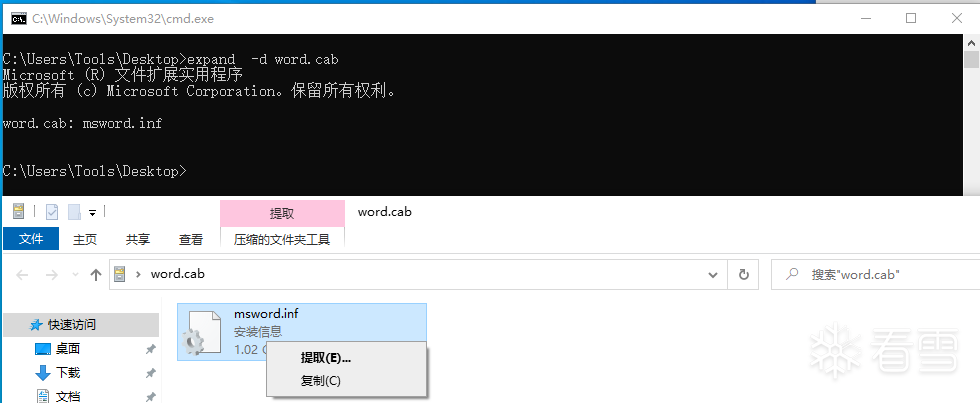 C:\Windows\System32\cmd.exe
C:\Users\Tools\Desktop>expand  -d word.cab
Microsoft (R) 文件扩展实用程序
版权所有 (c) Microsoft Corporation。保留所有权利。
word.cab: msword.inf
C:\Users\Tools\Desktop>
提取
word.cab
文件
主页
共享
查看
压缩的文件夹工具
word.cab
搜索"word.cab"
快速访问
桌面
下载
文档
msword.inf
安装信息
1.02
提取(E)...
复制(C)
看雪